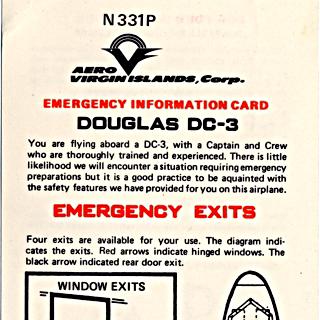 N331P
AERO
VIRGIN ISLANDS, Corp.
EMERGENCY INFORMATION CARD
DOUGLAS DC-3
You are flying aboard a DC-3, with a Captain and Crew
who are thoroughly trained and experienced. There is little
likelihood we will encounter a situation requiring emergency
preparations but it is a good practice to be aquainted with
the safety features we have provided for you on this airplane.
EMERGENCY EXITS
Four exits are available for your use. The diagram indi-
cates the exits. Red arrows indicate hinged windows. The
black arrow indicated rear door exit.
WINDOW EXITS